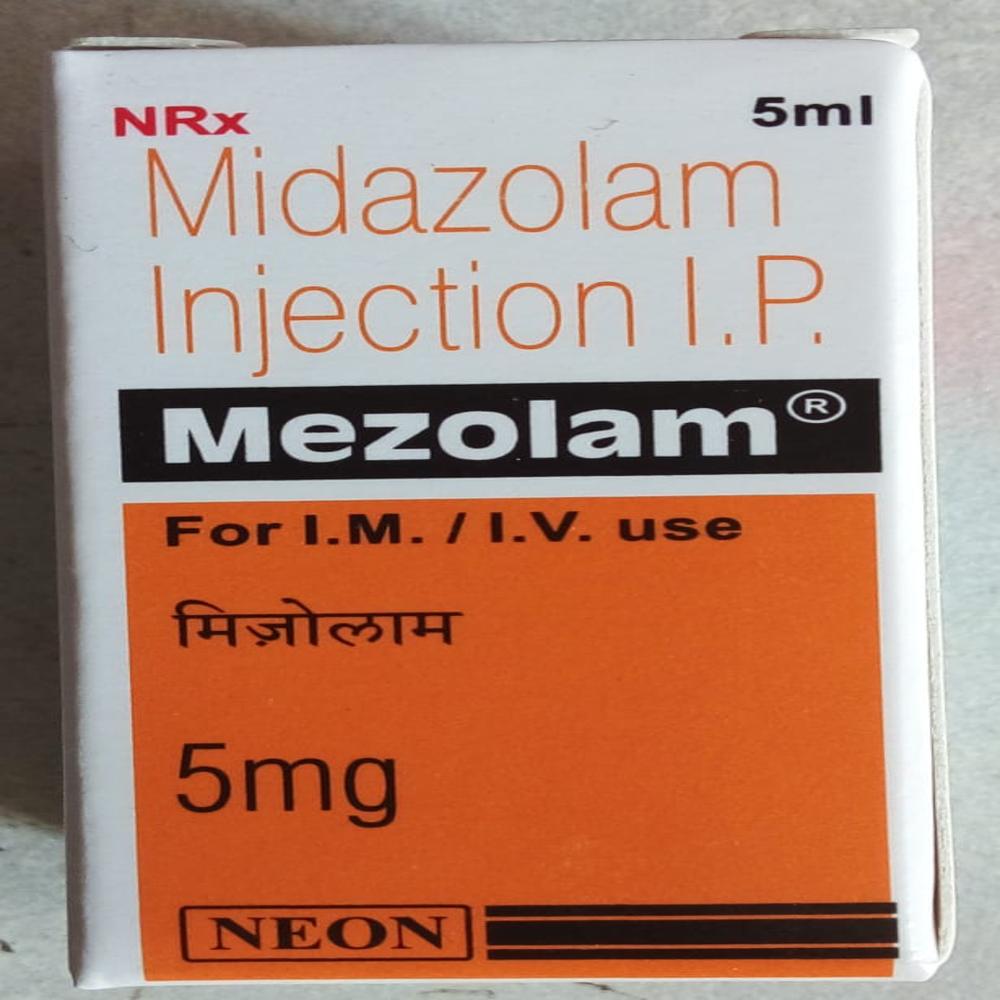 NRx 5ml
Midazolam
Injection I.P.
Mezolam®
For I.M. / I.V. use
मिज़ोलाम
5mg
NEON